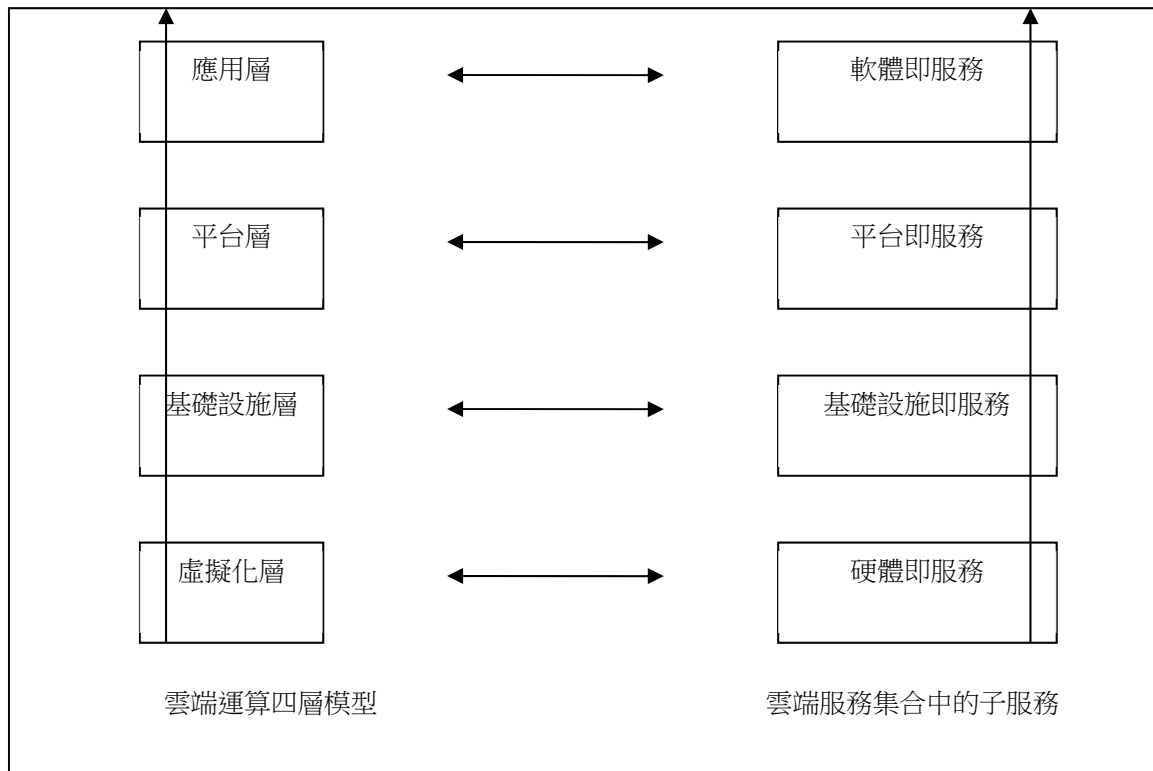 應用層
軟體即服務
平台層
平台即服務
基礎設施層
基礎設施即服務
虛擬化層
硬體即服務
雲端運算四層模型
雲端服務集合中的子服務